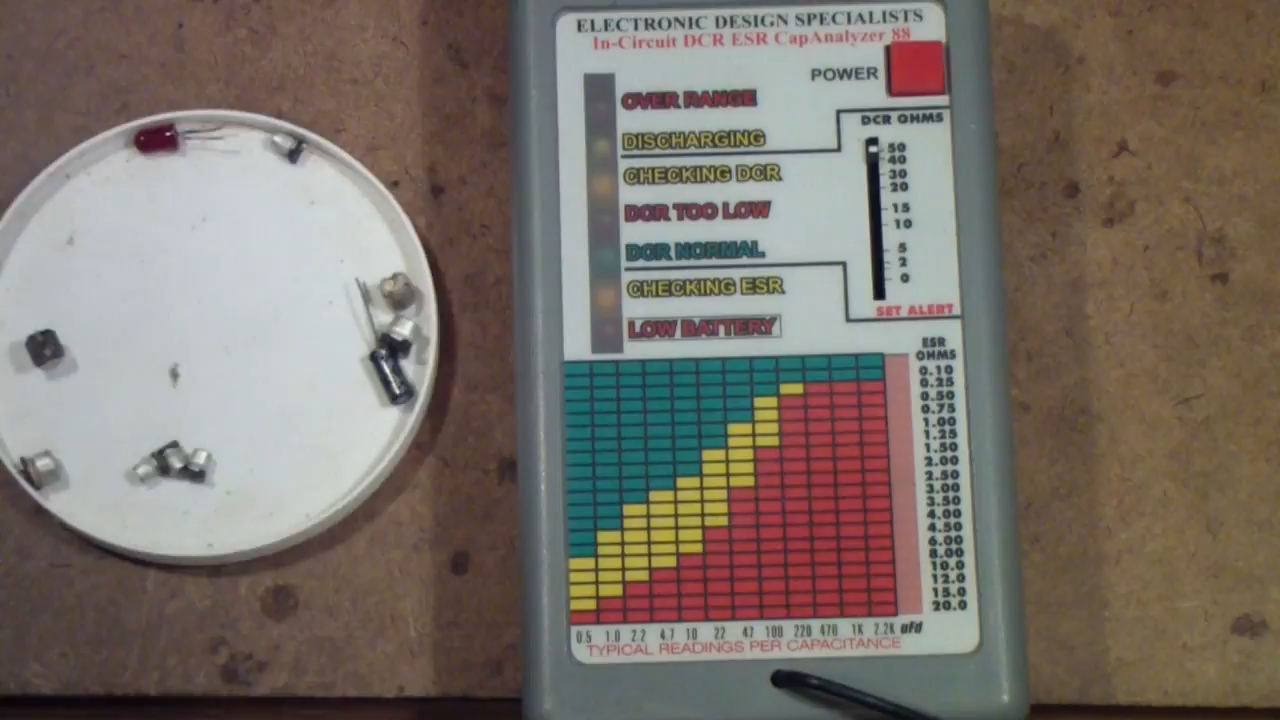 ELECTRONIC DESIGN SPECIALISTS
In-Circuit DCR ESR CapAnalyzer 88
POWER
OVER RANGE
DISCHARGING
CHECKING DCR
DCR TOO LOW
DCR NORMAL
CHECKING ESR
LOW BATTERY
DCR OHMS
50
40
30
20
15
10
5
2
0
SET ALERT
ESR
OHMS
0.10
0.25
0.50
0.75
1.00
1.25
1.50
2.00
2.50
3.00
3.50
4.00
4.50
6.00
8.00
10.0
12.0
15.0
20.0
0.5 1.0 2.2 4.7 10 22 47 100 220 470 1K 2.2K uFd
TYPICAL READINGS PER CAPACITANCE